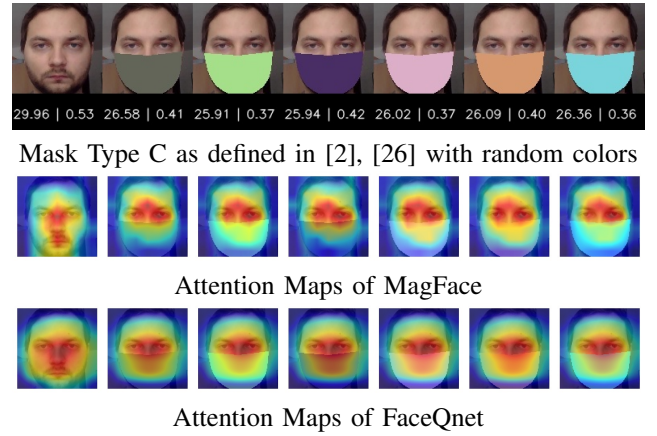 29.96 | 0.53 26.58 | 0.41 25.91 | 0.37 25.94 | 0.42 26.02 | 0.37 26.09 | 0.40 26.36 | 0.36
Mask Type C as defined in [2], [26] with random colors
Attention Maps of MagFace
Attention Maps of FaceQnet